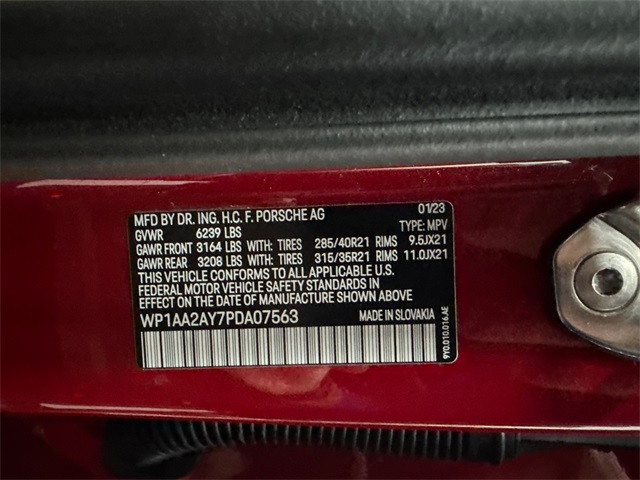 MFD BY DR. ING. H.C. F. PORSCHE AG 01/23
GVWR 6239 LBS TYPE: MPV
GAWR FRONT 3164 LBS WITH: TIRES 285/40R21 RIMS 9.5JX21
GAWR REAR 3208 LBS WITH: TIRES 315/35R21 RIMS 11.0JX21
THIS VEHICLE CONFORMS TO ALL APPLICABLE U.S.
FEDERAL MOTOR VEHICLE SAFETY STANDARDS IN
EFFECT ON THE DATE OF MANUFACTURE SHOWN ABOVE
WP1AA2AY7PDA07563 MADE IN SLOVAKIA
9Y0.010.016.AE